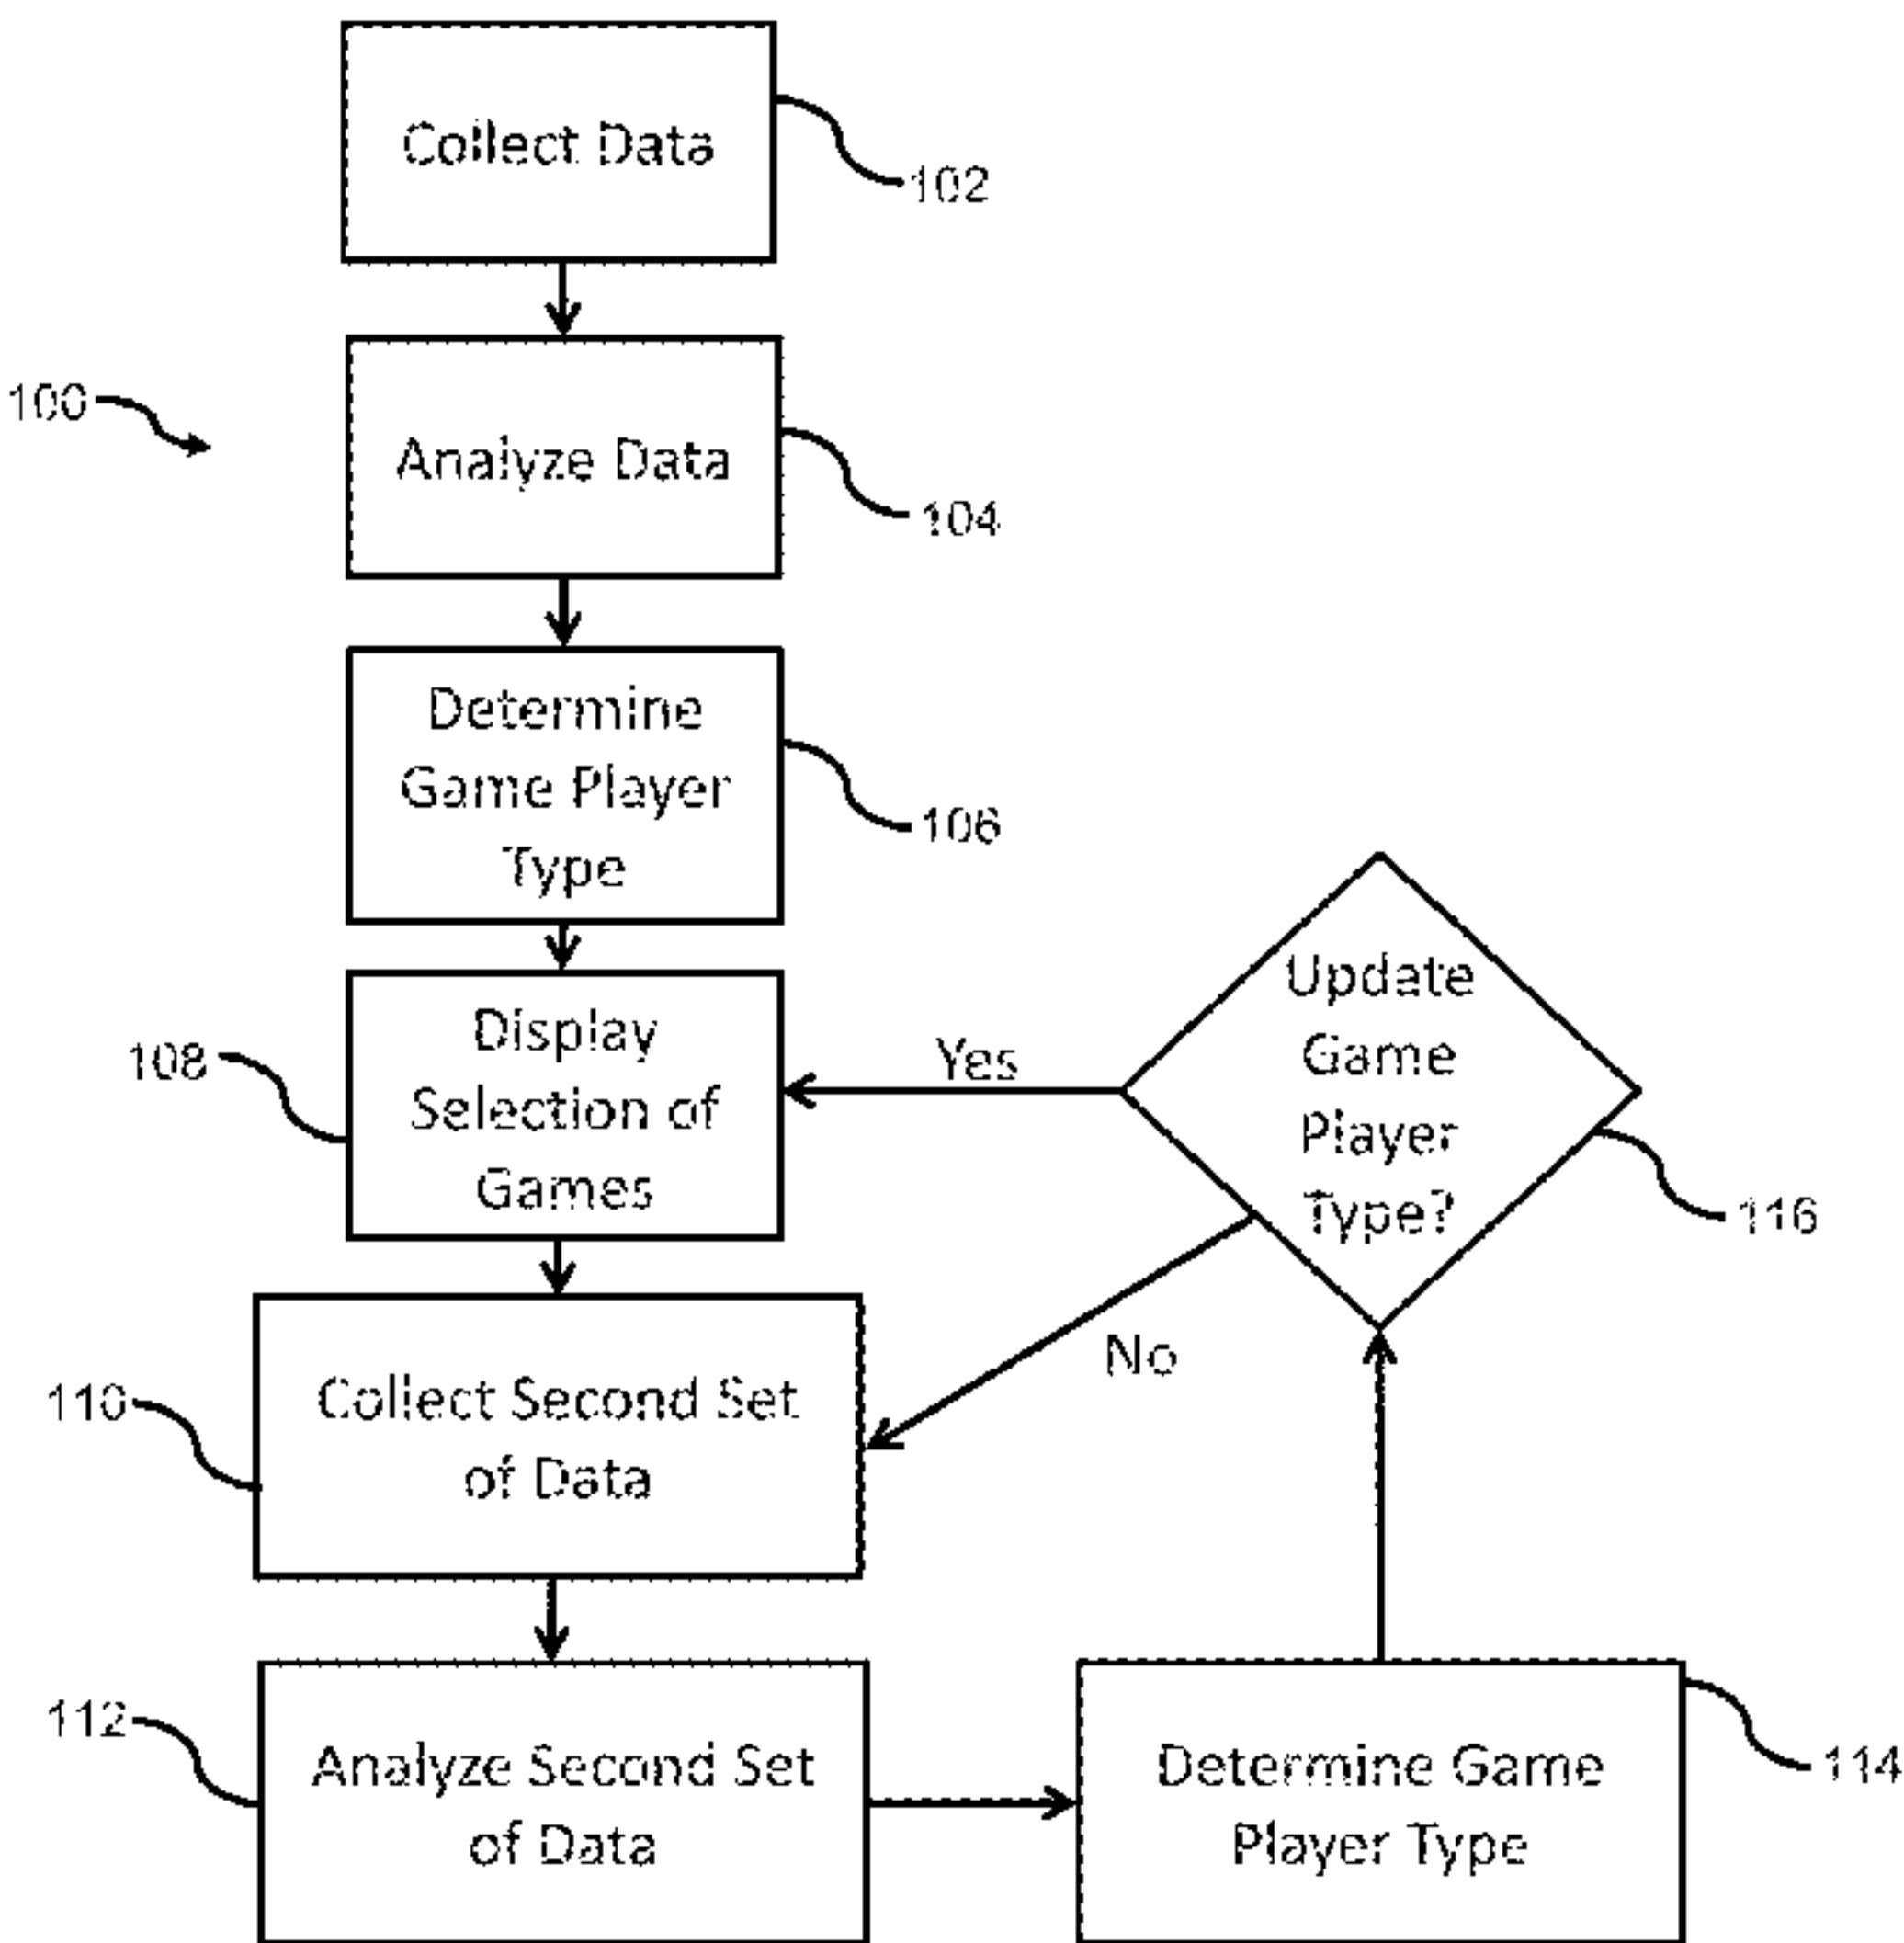 Collect Data
102
100
Analyze Data
104
Determine
Game Player
Type
106
Display
Selection of
Games
108
Yes
Update
Game
Player
Type?
116
No
Collect Second Set
of Data
110
Analyze Second Set
of Data
112
Determine Game
Player Type
114